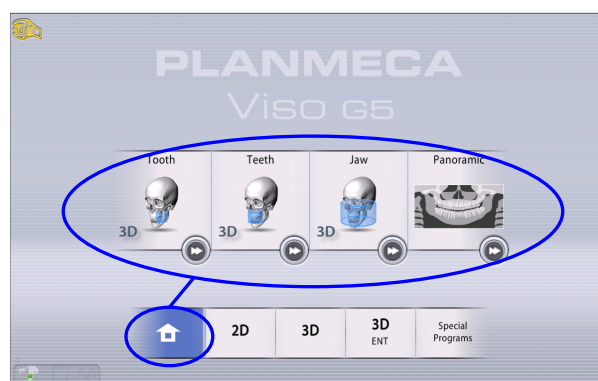 PLANMECA
Viso G5
Tooth
Teeth
Jaw
Panoramic
3D
3D
3D
2D
3D
3D
ENT
Special
Programs